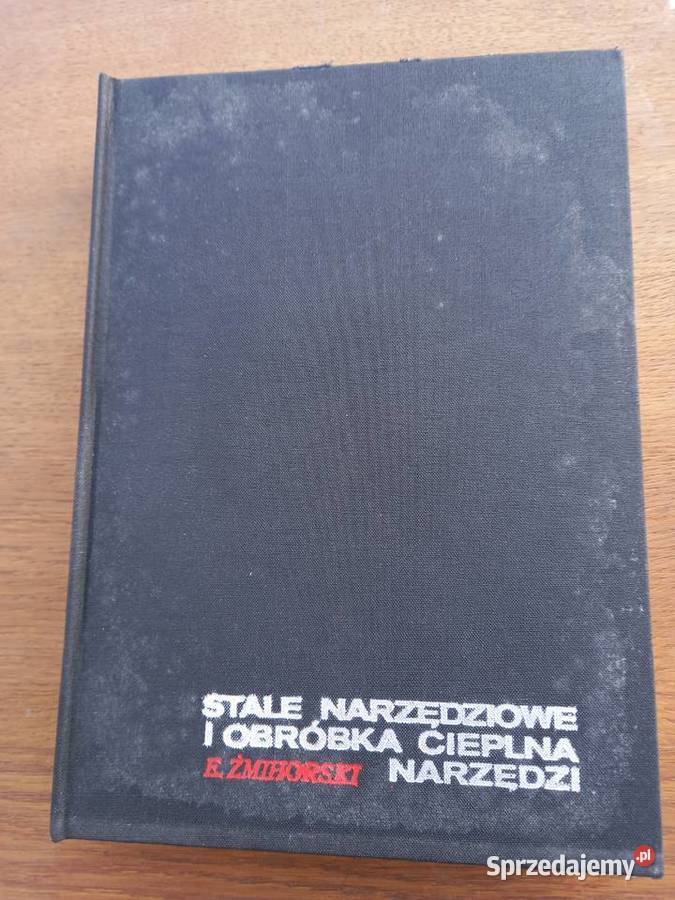 STALE NARZĘDZIOWE
I OBRÓBKA CIEPLNA
E. ŻMIHORSKI NARZĘDZI
Sprzedajemy.pl